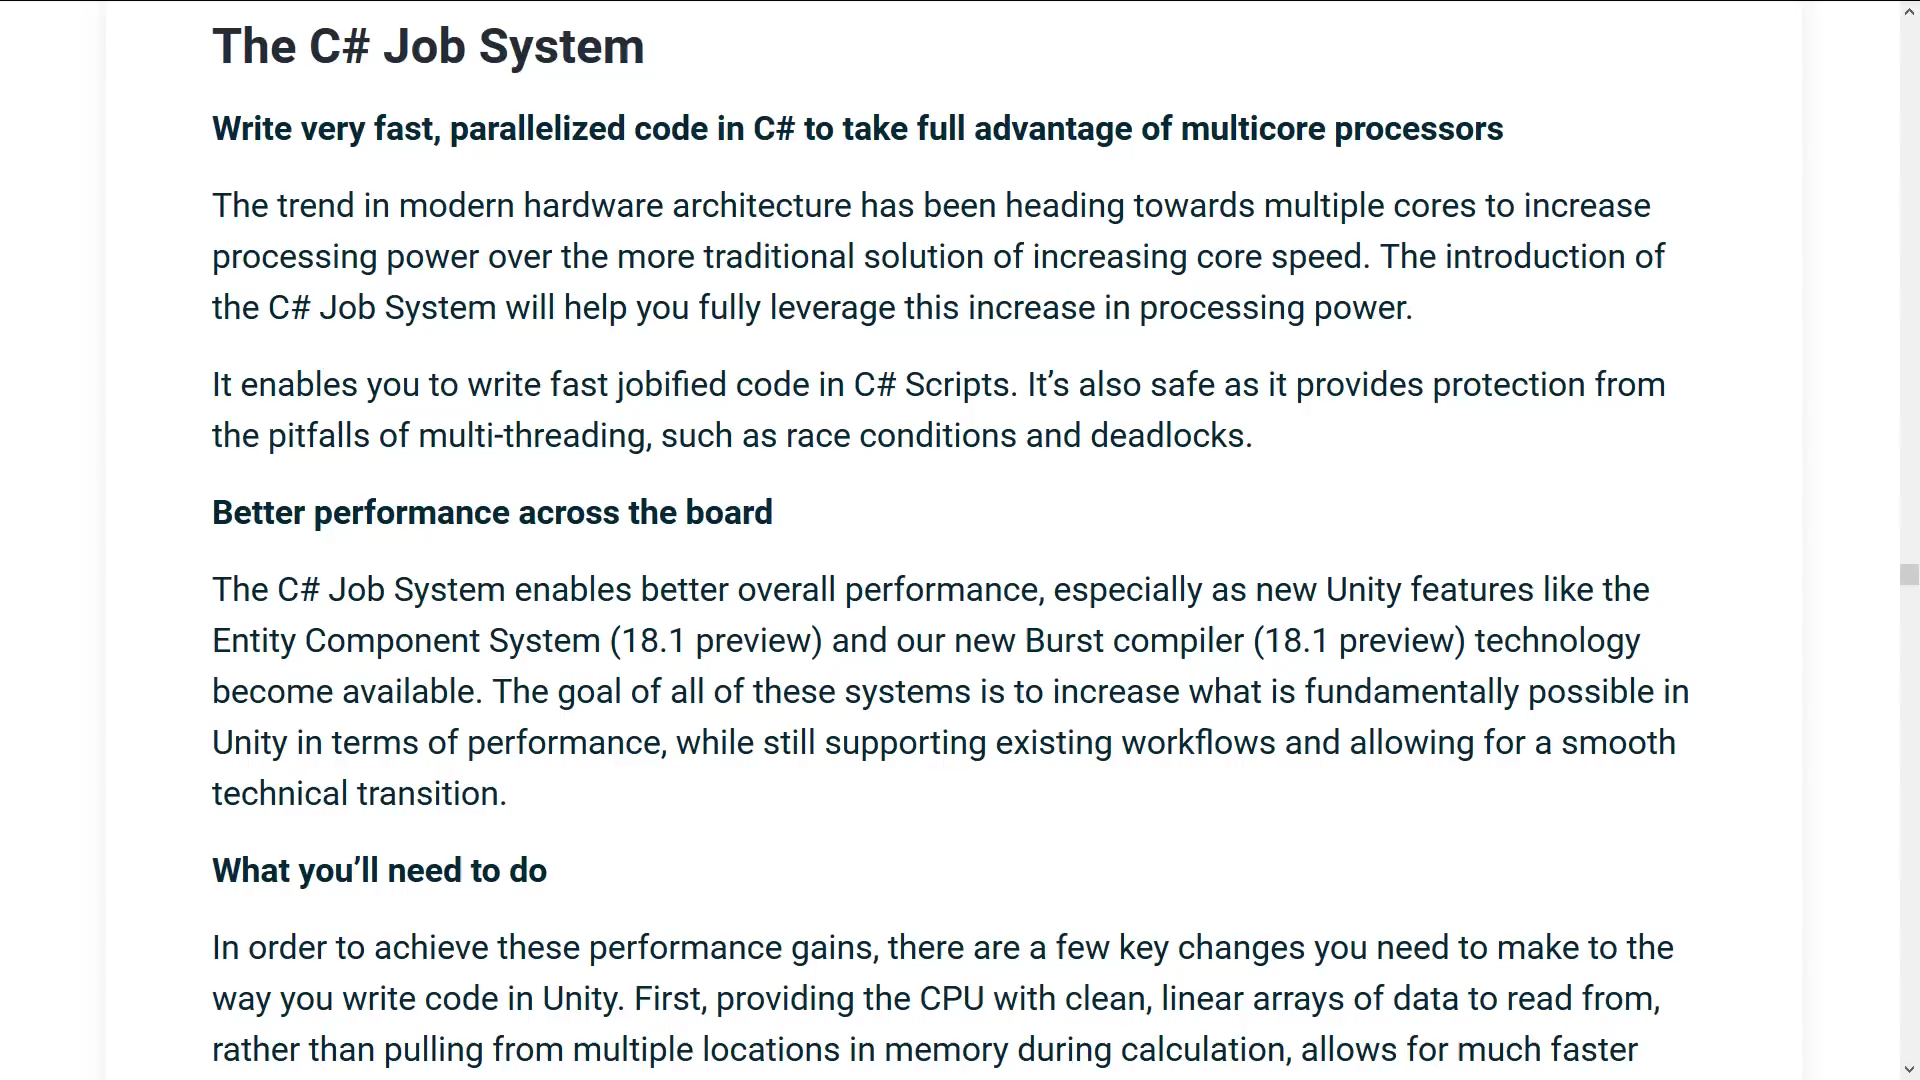 The C# Job System
Write very fast, parallelized code in C# to take full advantage of multicore processors
The trend in modern hardware architecture has been heading towards multiple cores to increase
processing power over the more traditional solution of increasing core speed. The introduction of
the C# Job System will help you fully leverage this increase in processing power.
It enables you to write fast jobified code in C# Scripts. It’s also safe as it provides protection from
the pitfalls of multi-threading, such as race conditions and deadlocks.
Better performance across the board
The C# Job System enables better overall performance, especially as new Unity features like the
Entity Component System (18.1 preview) and our new Burst compiler (18.1 preview) technology
become available. The goal of all of these systems is to increase what is fundamentally possible in
Unity in terms of performance, while still supporting existing workflows and allowing for a smooth
technical transition.
What you’ll need to do
In order to achieve these performance gains, there are a few key changes you need to make to the
way you write code in Unity. First, providing the CPU with clean, linear arrays of data to read from,
rather than pulling from multiple locations in memory during calculation, allows for much faster